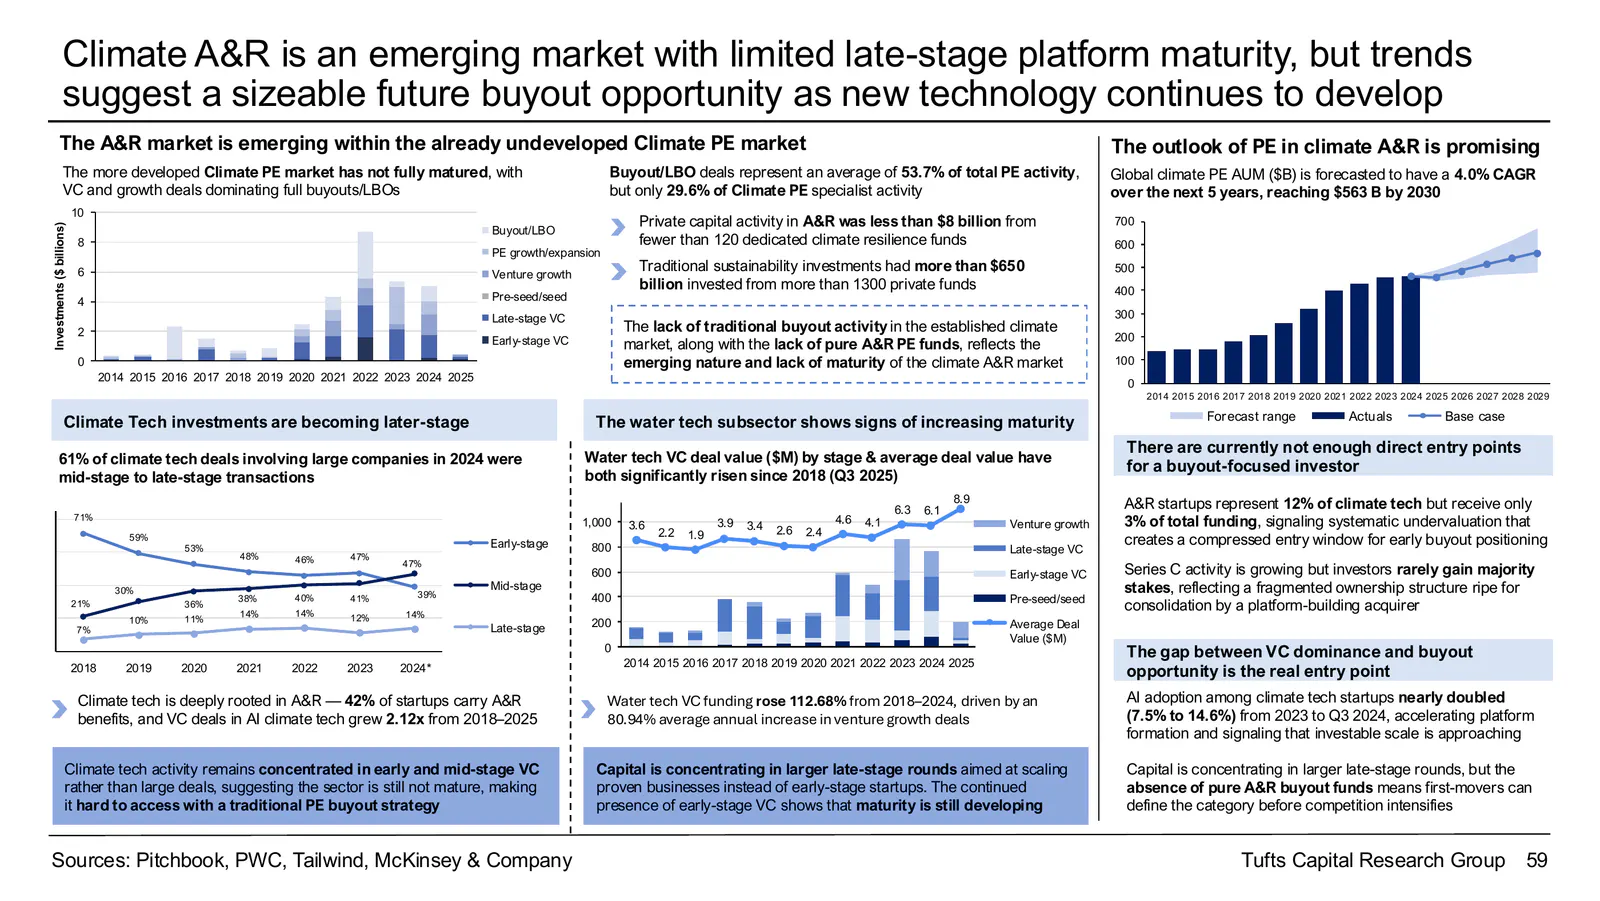 Climate A&R is an emerging market with limited late-stage platform maturity, but trends
suggest a sizeable future buyout opportunity as new technology continues to develop
The A&R market is emerging within the already undeveloped Climate PE market
The more developed Climate PE market has not fully matured, with
VC and growth deals dominating full buyouts/LBOs
Investments ($ billions)
10
8
6
4
2
0
2014 2015 2016 2017 2018 2019 2020 2021 2022 2023 2024 2025
Buyout/LBO
PE growth/expansion
Venture growth
Pre-seed/seed
Late-stage VC
Early-stage VC
Buyout/LBO deals represent an average of 53.7% of total PE activity,
but only 29.6% of Climate PE specialist activity
Private capital activity in A&R was less than $8 billion from
fewer than 120 dedicated climate resilience funds
Traditional sustainability investments had more than $650
billion invested from more than 1300 private funds
The lack of traditional buyout activity in the established climate
market, along with the lack of pure A&R PE funds, reflects the
emerging nature and lack of maturity of the climate A&R market
Climate Tech investments are becoming later-stage
61% of climate tech deals involving large companies in 2024 were
mid-stage to late-stage transactions
71%
59%
53%
48%
46%
47%
47%
39%
21%
30%
36%
38%
40%
41%
7%
10%
11%
14%
14%
12%
14%
2018 2019 2020 2021 2022 2023 2024*
Early-stage
Mid-stage
Late-stage
Climate tech is deeply rooted in A&R — 42% of startups carry A&R
benefits, and VC deals in AI climate tech grew 2.12x from 2018–2025
Climate tech activity remains concentrated in early and mid-stage VC
rather than large deals, suggesting the sector is still not mature, making
it hard to access with a traditional PE buyout strategy
The water tech subsector shows signs of increasing maturity
Water tech VC deal value ($M) by stage & average deal value have
both significantly risen since 2018 (Q3 2025)
1,000
800
600
400
200
0
3.6 2.2 1.9 3.9 3.4 2.6 2.4 4.6 4.1 6.3 6.1 8.9
2014 2015 2016 2017 2018 2019 2020 2021 2022 2023 2024 2025
Venture growth
Late-stage VC
Early-stage VC
Pre-seed/seed
Average Deal
Value ($M)
Water tech VC funding rose 112.68% from 2018–2024, driven by an
80.94% average annual increase in venture growth deals
Capital is concentrating in larger late-stage rounds aimed at scaling
proven businesses instead of early-stage startups. The continued
presence of early-stage VC shows that maturity is still developing
The outlook of PE in climate A&R is promising
Global climate PE AUM ($B) is forecasted to have a 4.0% CAGR
over the next 5 years, reaching $563 B by 2030
700
600
500
400
300
200
100
0
2014 2015 2016 2017 2018 2019 2020 2021 2022 2023 2024 2025 2026 2027 2028 2029
Forecast range Actuals Base case
There are currently not enough direct entry points
for a buyout-focused investor
A&R startups represent 12% of climate tech but receive only
3% of total funding, signaling systematic undervaluation that
creates a compressed entry window for early buyout positioning
Series C activity is growing but investors rarely gain majority
stakes, reflecting a fragmented ownership structure ripe for
consolidation by a platform-building acquirer
The gap between VC dominance and buyout
opportunity is the real entry point
AI adoption among climate tech startups nearly doubled
(7.5% to 14.6%) from 2023 to Q3 2024, accelerating platform
formation and signaling that investable scale is approaching
Capital is concentrating in larger late-stage rounds, but the
absence of pure A&R buyout funds means first-movers can
define the category before competition intensifies
Sources: Pitchbook, PWC, Tailwind, McKinsey & Company
Tufts Capital Research Group 59